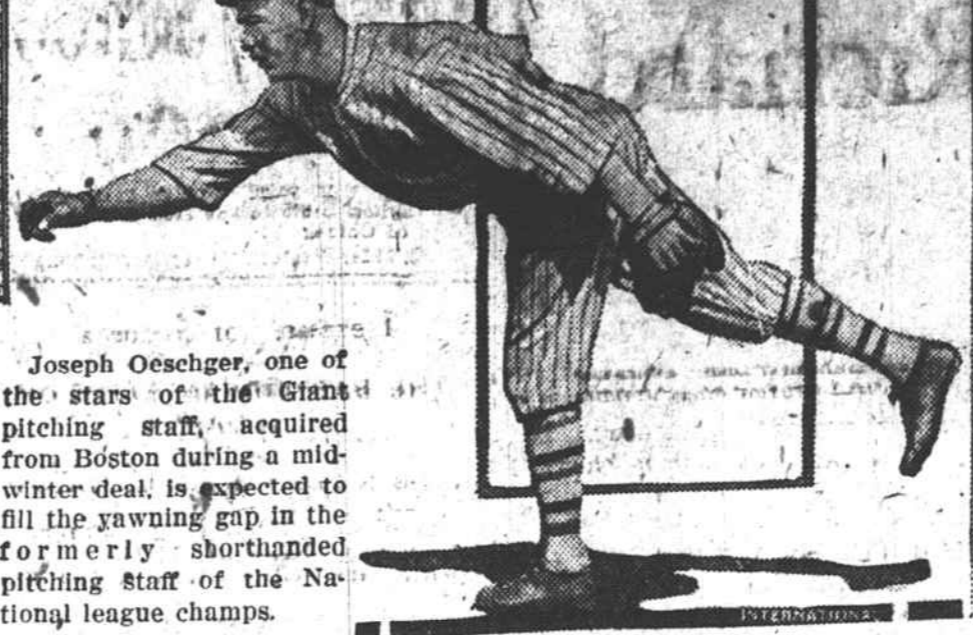 Joseph Oeschger, one of
the stars of the Giant
pitching staff, acquired
from Boston during a mid-
winter deal, is expected to
fill the yawning gap in the
formerly shorthanded
pitching staff of the Na-
tional league champs.
INTERNATIONAL